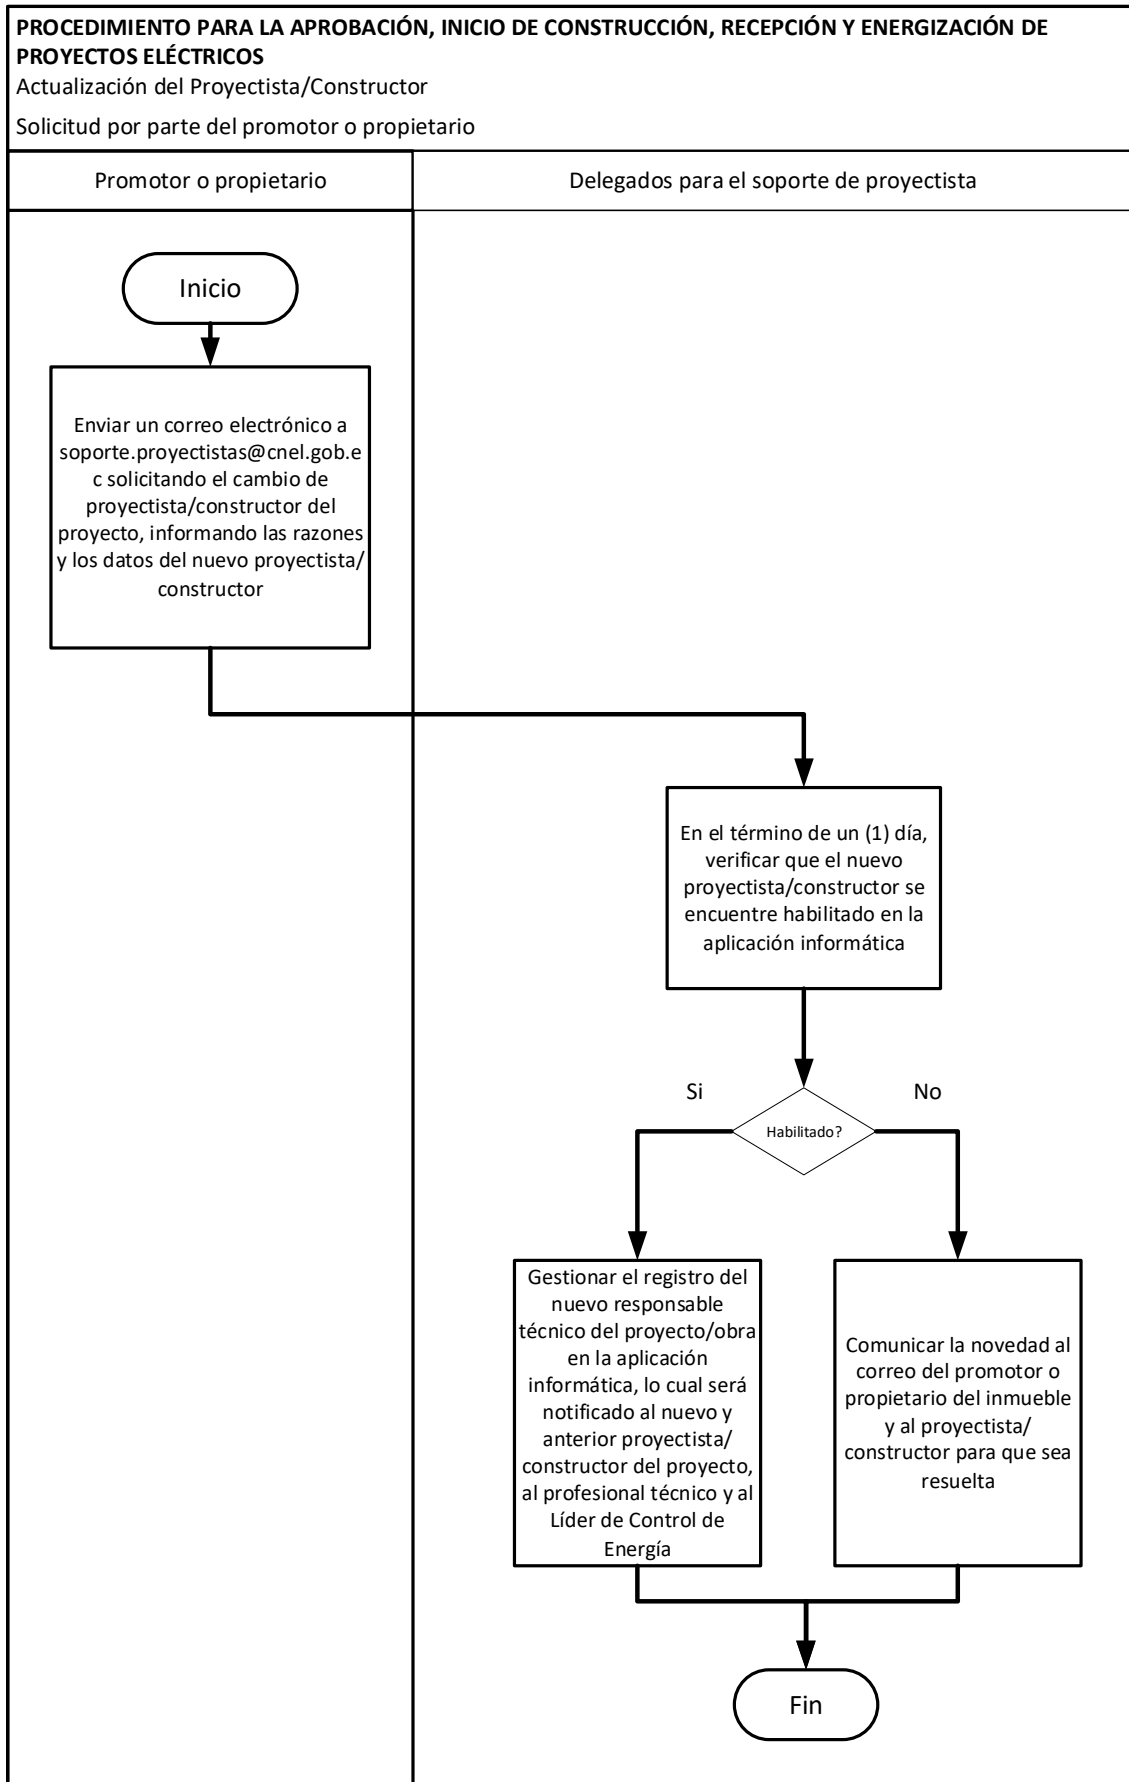 PROCEDIMIENTO PARA LA APROBACIÓN, INICIO DE CONSTRUCCIÓN, RECEPCIÓN Y ENERGIZACIÓN DE
PROYECTOS ELÉCTRICOS
Actualización del Proyectista/Constructor
Solicitud por parte del promotor o propietario
Promotor o propietario
Delegados para el soporte de proyectista
Inicio
Enviar un correo electrónico a
soporte.proyectistas@cnel.gob.e
c solicitando el cambio de
proyectista/constructor del
proyecto, informando las razones
y los datos del nuevo proyectista/
constructor
En el término de un (1) día,
verificar que el nuevo
proyectista/constructor se
encuentre habilitado en la
aplicación informática
Si
No
Habilitado?
Gestionar el registro del
nuevo responsable
técnico del proyecto/obra
en la aplicación
informática, lo cual será
notificado al nuevo y
anterior proyectista/
constructor del proyecto,
al profesional técnico y al
Líder de Control de
Energía
Comunicar la novedad al
correo del promotor o
propietario del inmueble
y al proyectista/
constructor para que sea
resuelta
Fin